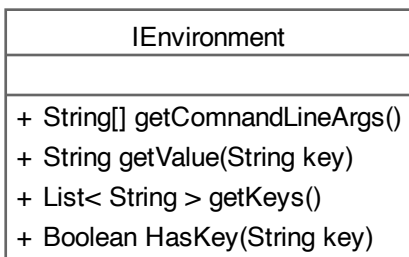 IEnvironment
+ String[] getComnandLineArgs()
+ String getValue(String key)
+ List< String > getKeys()
+ Boolean HasKey(String key)